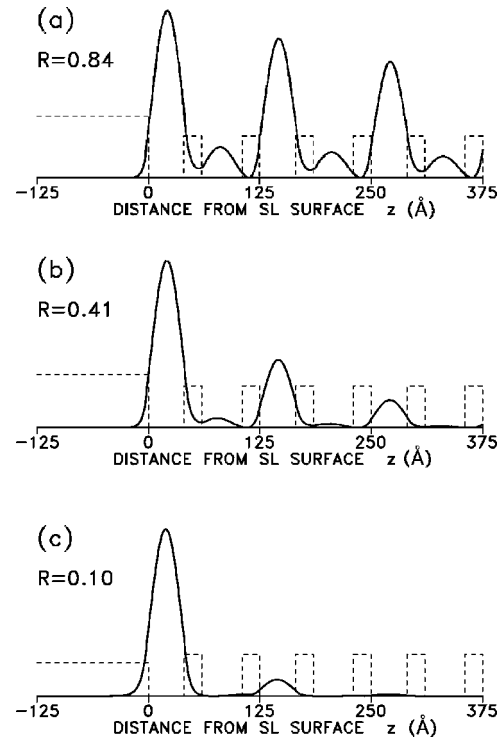 (a)
R=0.84
-125 0 125 250 375
DISTANCE FROM SL SURFACE z (Å)
(b)
R=0.41
-125 0 125 250 375
DISTANCE FROM SL SURFACE z (Å)
(c)
R=0.10
-125 0 125 250 375
DISTANCE FROM SL SURFACE z (Å)